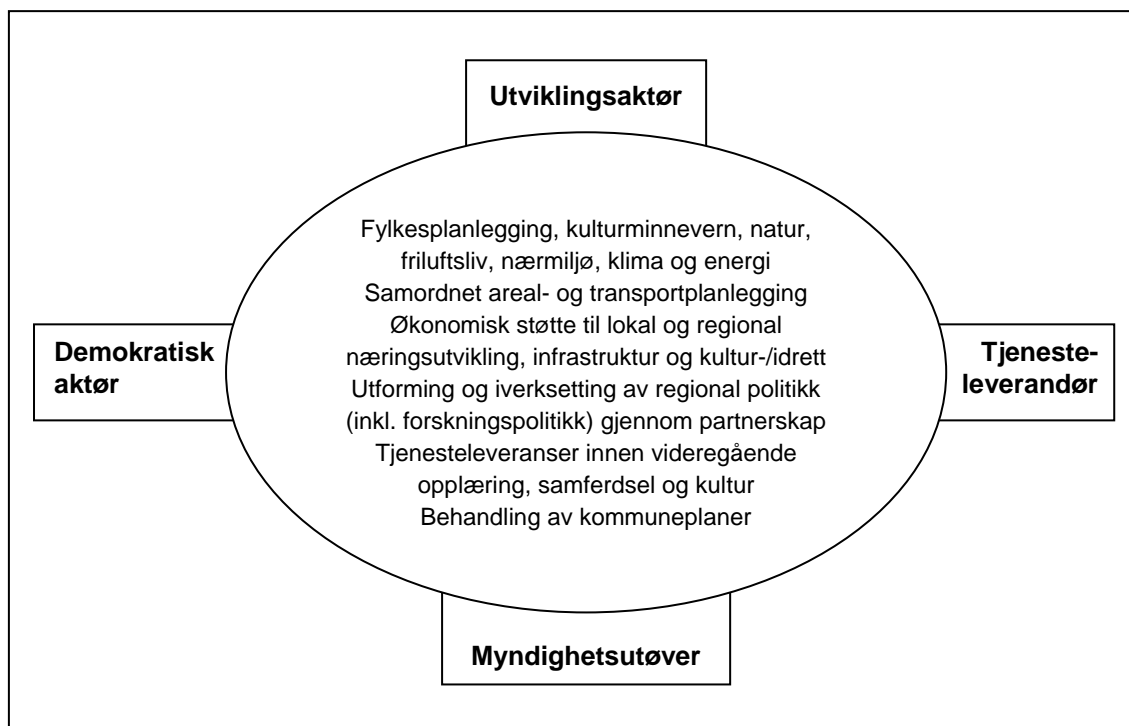 Utviklingsaktør
Fylkesplanlegging, kulturminnevern, natur,
friluftsliv, nærmiljø, klima og energi
Samordnet areal- og transportplanlegging
Økonomisk støtte til lokal og regional
næringsutvikling, infrastruktur og kultur-/idrett
Utforming og iverksetting av regional politikk
(inkl. forskningspolitikk) gjennom partnerskap
Tjenesteleveranser innen videregående
opplæring, samferdsel og kultur
Behandling av kommuneplaner
Demokratisk
aktør
Tjeneste-
leverandør
Myndighetsutøver